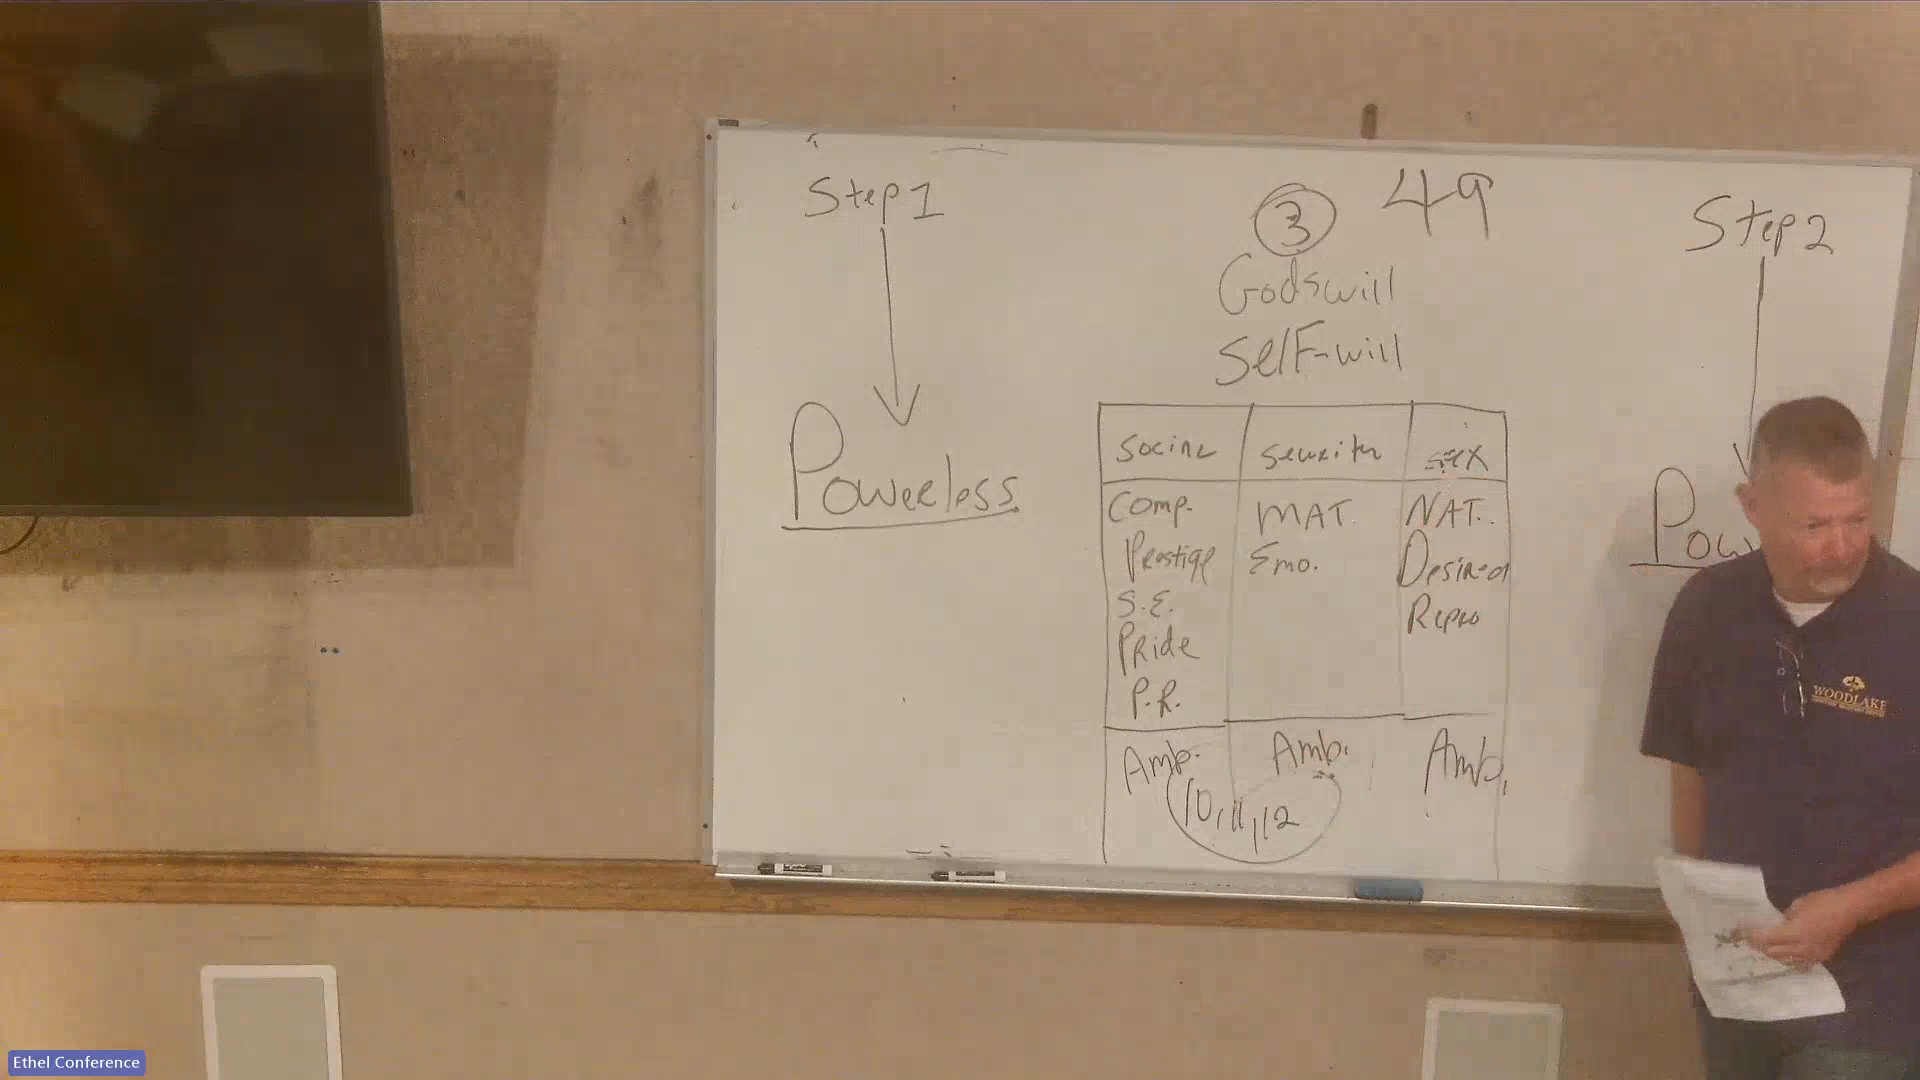 Step 1
③ 49
Step 2
Godswill
Self-will
Powerless
Pow
Social Security Sex
Comp. MAT. NAT.
Prestige Emo. Desired
S.E. Repro
Pride
P.R.
Amb. Amb. Amb.
10,11,12
WOODLAKE
Ethel Conference